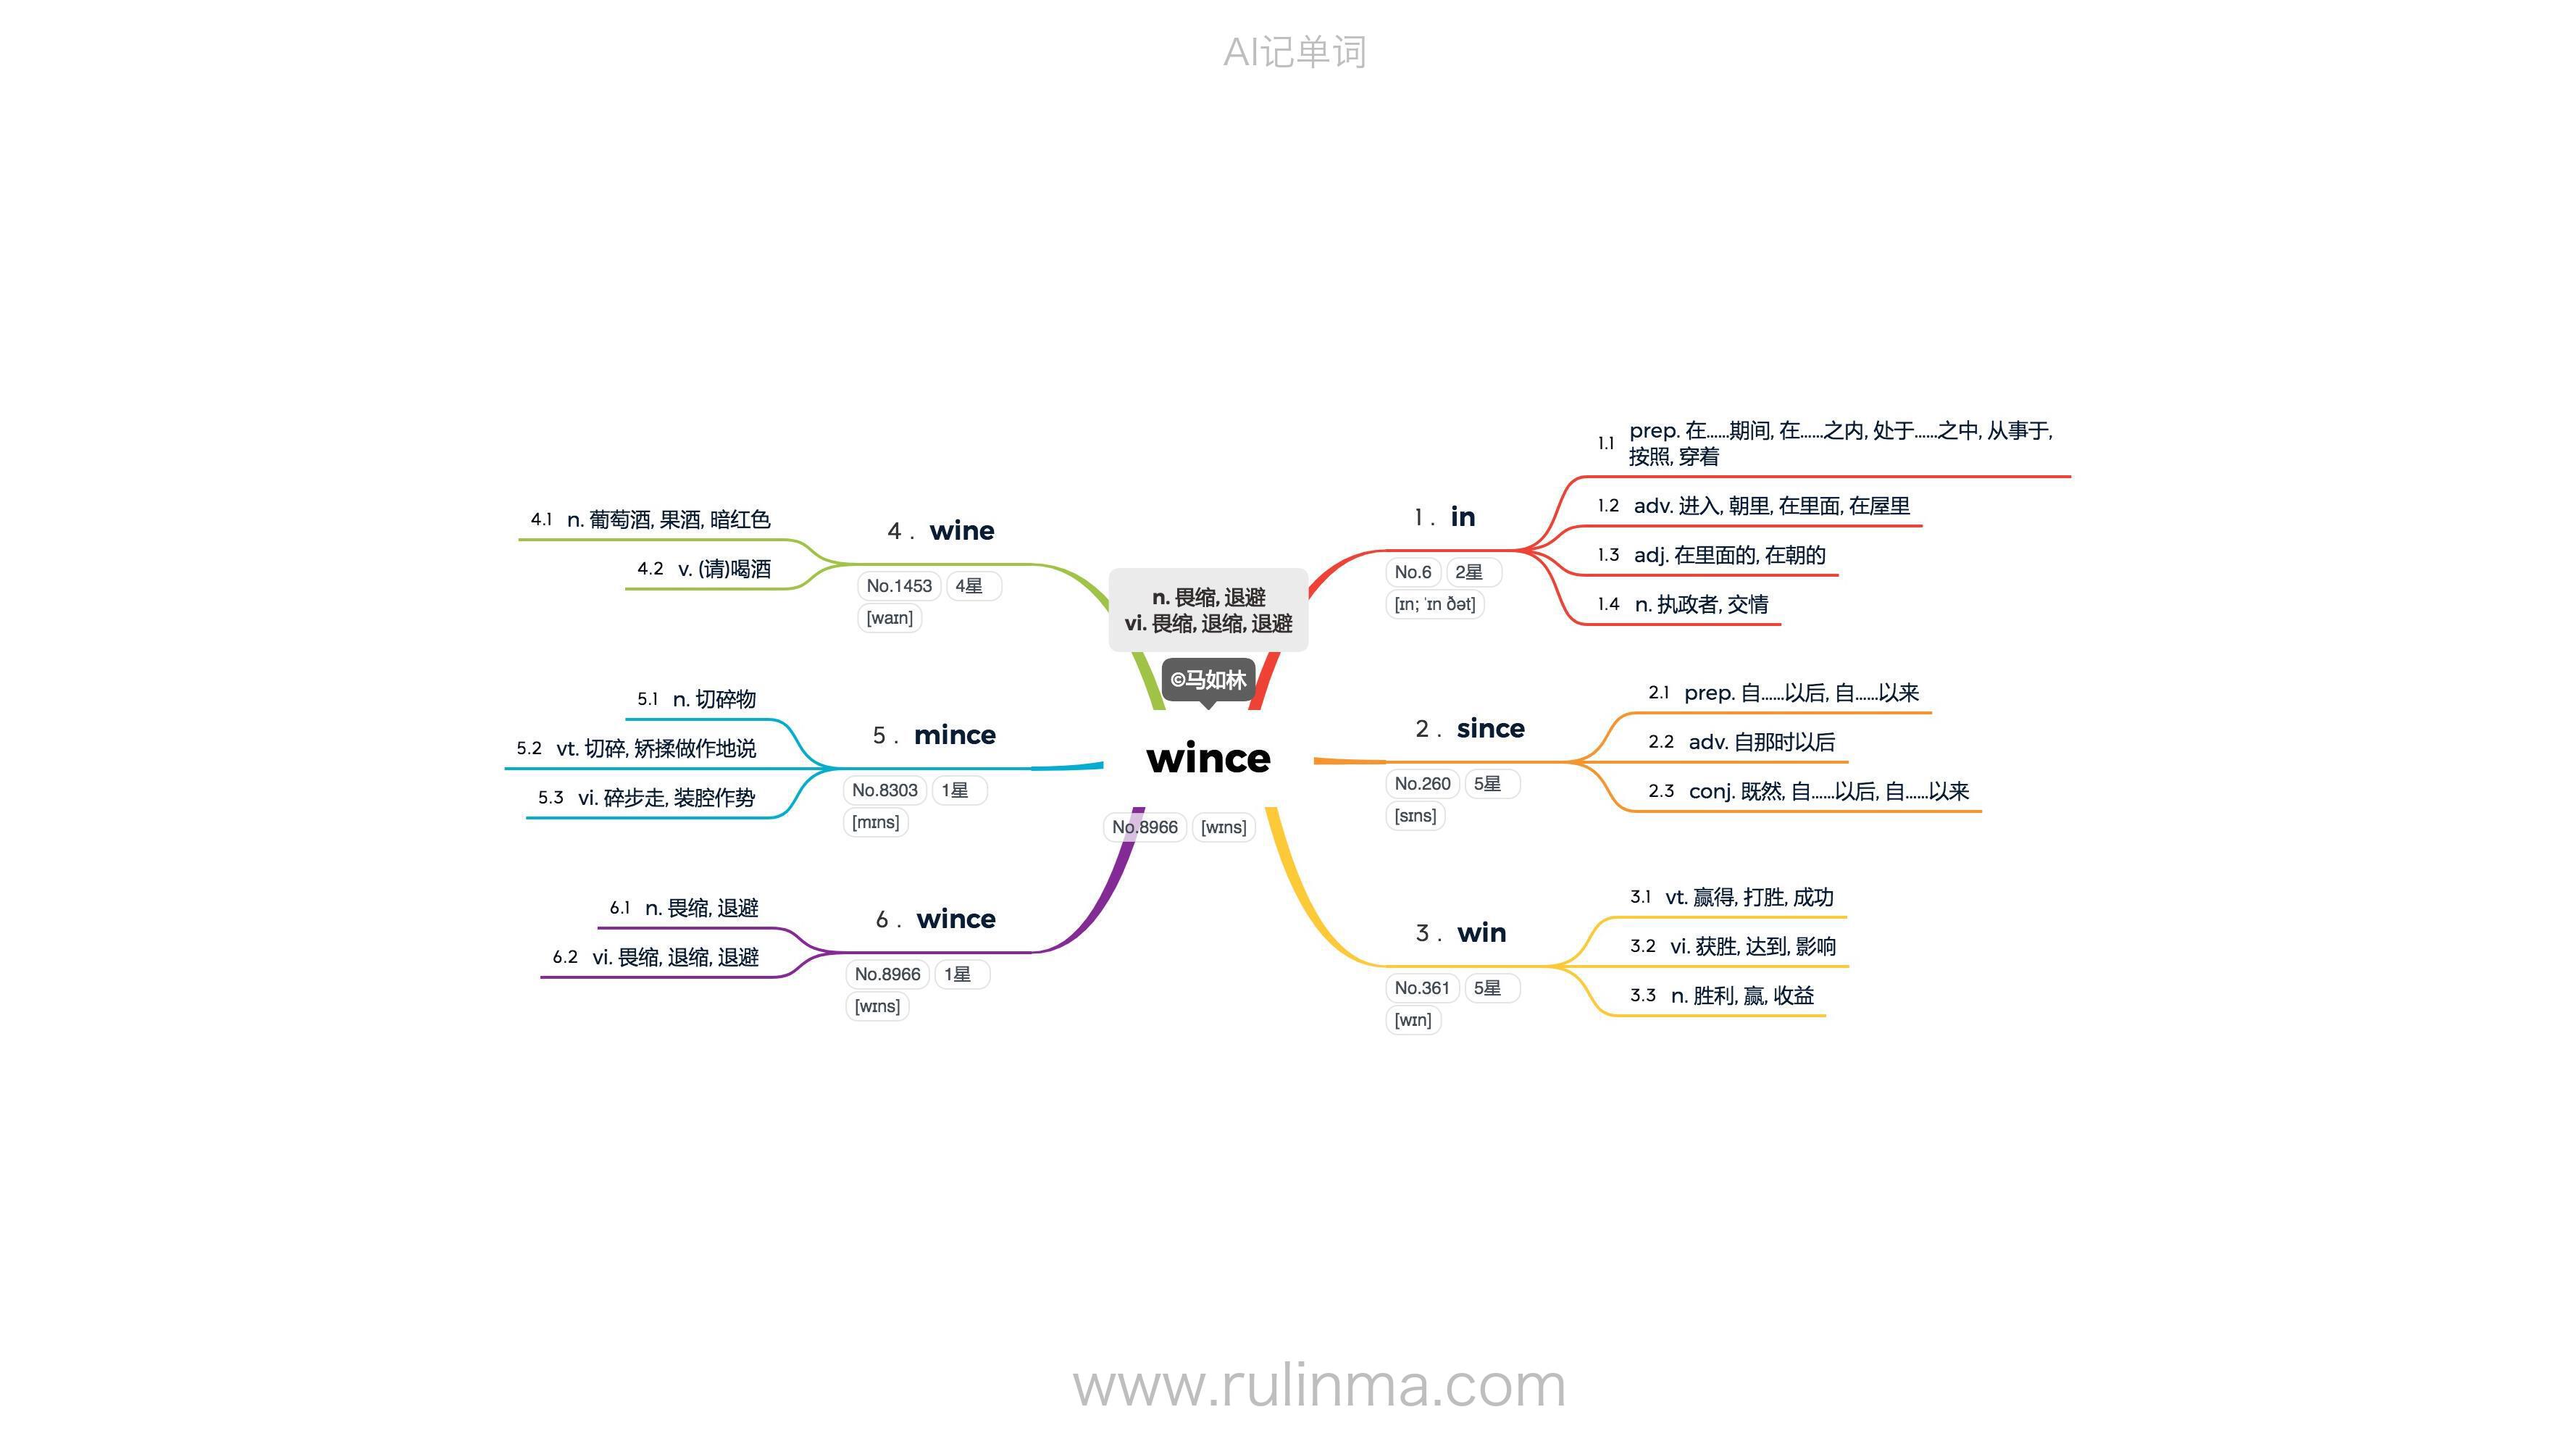 AI记单词
n. 畏缩, 退避
vi. 畏缩, 退缩, 退避
©马如林
wince
No.8966 [wɪns]
1 . in
No.6 2星
[ɪn; ˈɪn ðət]
1.1 prep. 在……期间, 在……之内, 处于……之中, 从事于,
按照, 穿着
1.2 adv. 进入, 朝里, 在里面, 在屋里
1.3 adj. 在里面的, 在朝的
1.4 n. 执政者, 交情
2 . since
No.260 5星
[sɪns]
2.1 prep. 自……以后, 自……以来
2.2 adv. 自那时以后
2.3 conj. 既然, 自……以后, 自……以来
3 . win
No.361 5星
[wɪn]
3.1 vt. 赢得, 打胜, 成功
3.2 vi. 获胜, 达到, 影响
3.3 n. 胜利, 赢, 收益
4 . wine
No.1453 4星
[waɪn]
4.1 n. 葡萄酒, 果酒, 暗红色
4.2 v. (请)喝酒
5 . mince
No.8303 1星
[mɪns]
5.1 n. 切碎物
5.2 vt. 切碎, 矫揉做作地说
5.3 vi. 碎步走, 装腔作势
6 . wince
No.8966 1星
[wɪns]
6.1 n. 畏缩, 退避
6.2 vi. 畏缩, 退缩, 退避
www.rulinma.com